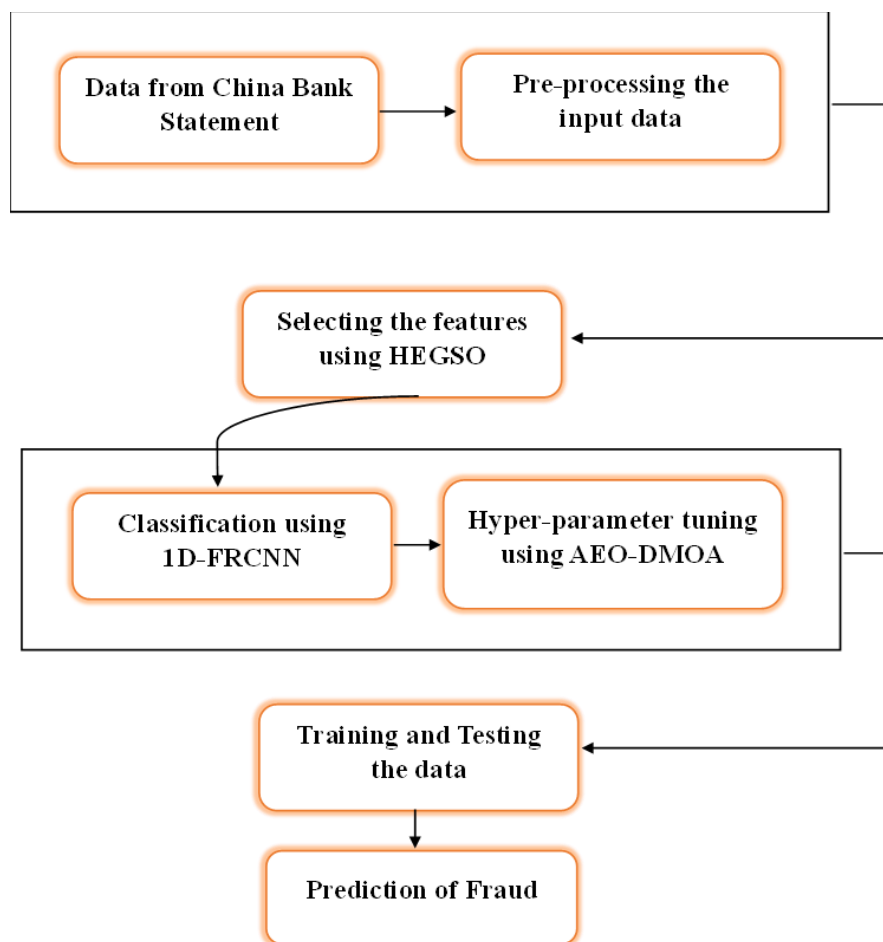 Data from China Bank
Statement
Pre-processing the
input data
Selecting the features
using HEGSO
Classification using
1D-FRCNN
Hyper-parameter tuning
using AEO-DMOA
Training and Testing
the data
Prediction of Fraud